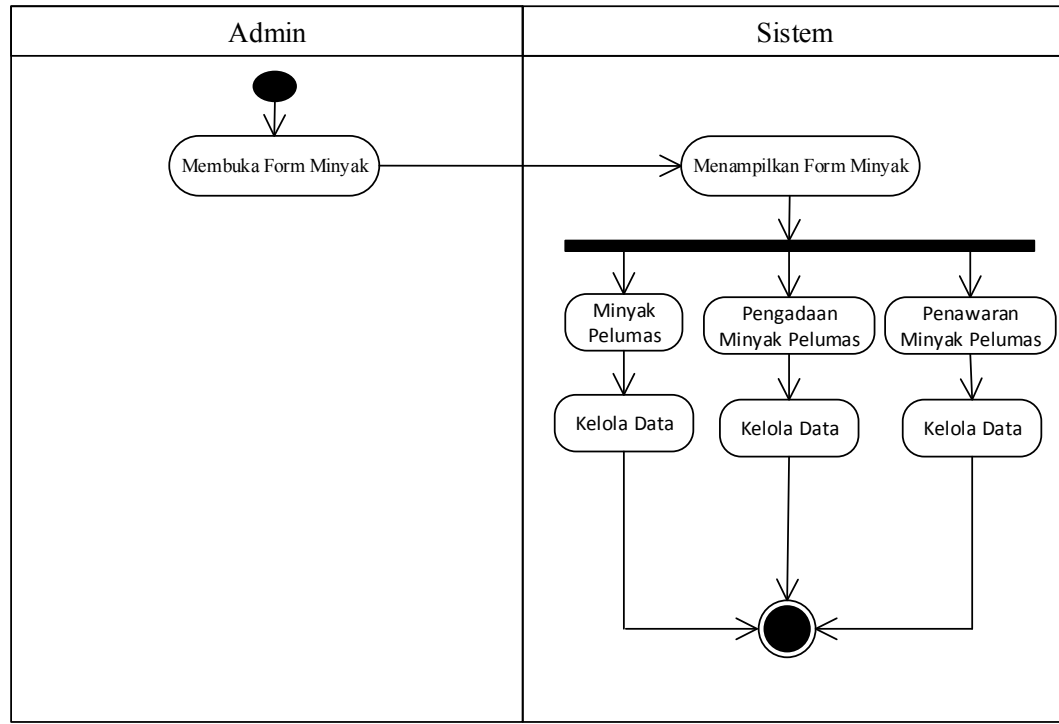 Admin
Sistem
Membuka Form Minyak
Menampilkan Form Minyak
Minyak
Pelumas
Pengadaan
Minyak Pelumas
Penawaran
Minyak Pelumas
Kelola Data
Kelola Data
Kelola Data